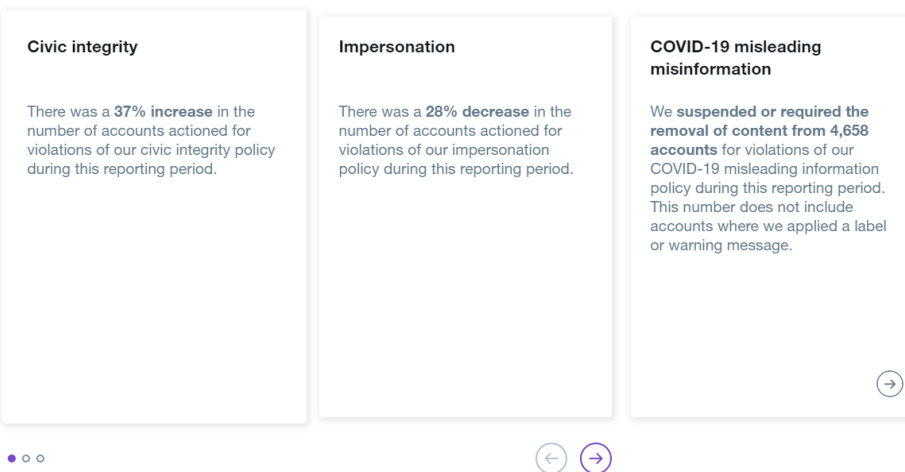 Civic integrity
There was a 37% increase in the
number of accounts actioned for
violations of our civic integrity policy
during this reporting period.
Impersonation
There was a 28% decrease in the
number of accounts actioned for
violations of our impersonation
policy during this reporting period.
COVID-19 misleading
misinformation
We suspended or required the
removal of content from 4,658
accounts for violations of our
COVID-19 misleading information
policy during this reporting period.
This number does not include
accounts where we applied a label
or warning message.